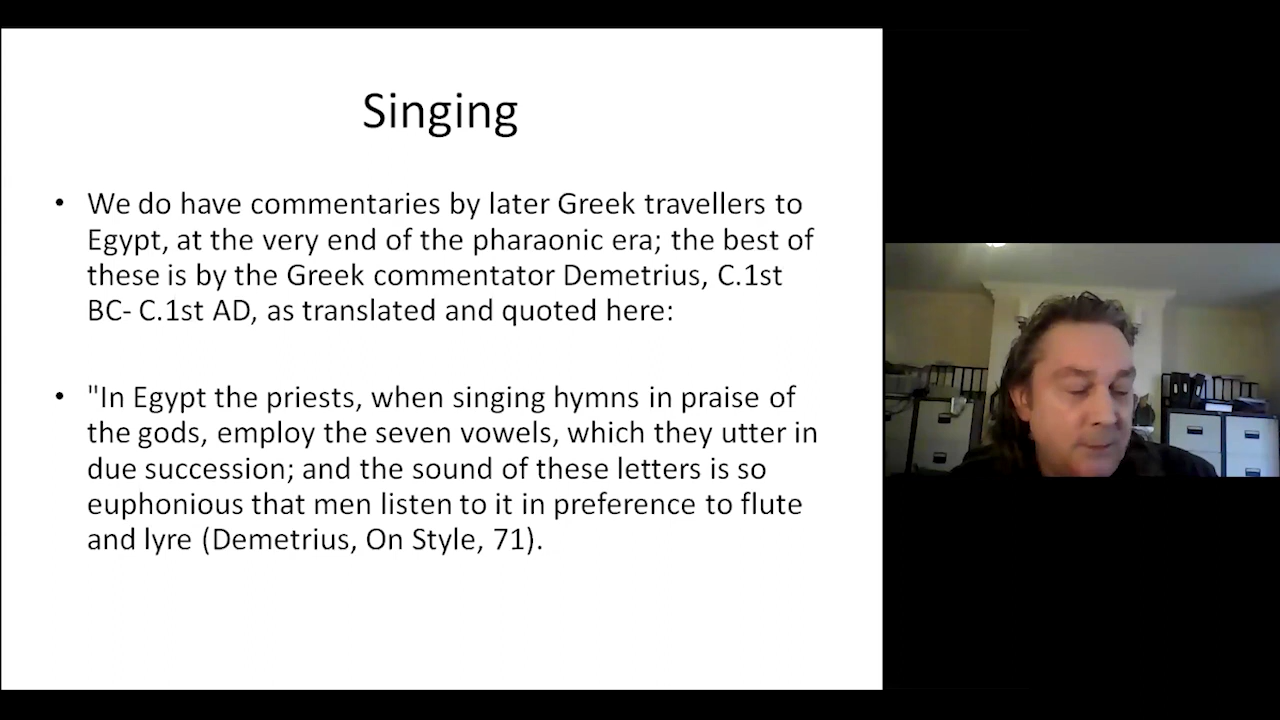 Singing
• We do have commentaries by later Greek travellers to
Egypt, at the very end of the pharaonic era; the best of
these is by the Greek commentator Demetrius, C.1st
BC- C.1st AD, as translated and quoted here:
• "In Egypt the priests, when singing hymns in praise of
the gods, employ the seven vowels, which they utter in
due succession; and the sound of these letters is so
euphonious that men listen to it in preference to flute
and lyre (Demetrius, On Style, 71).